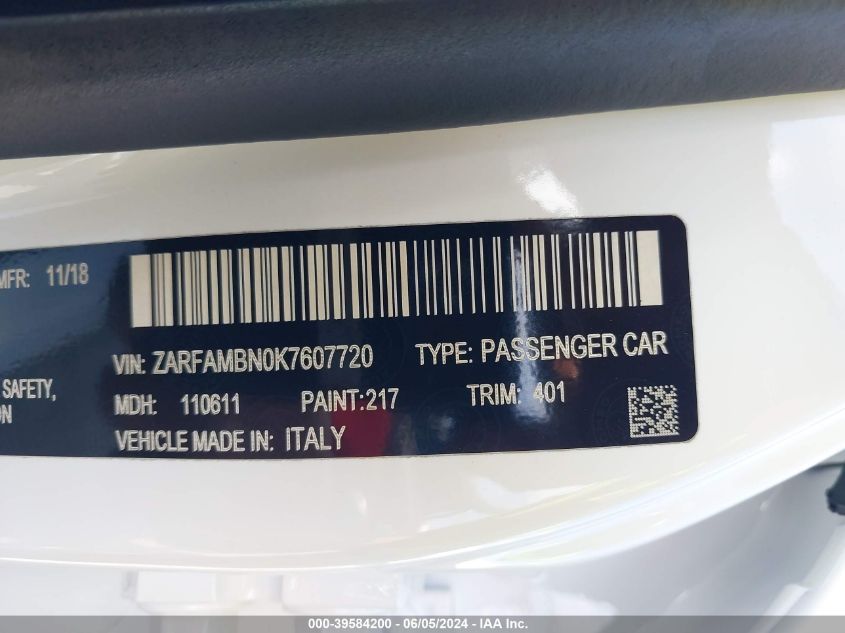 MFR: 11/18
VIN: ZARFAMBN0K7607720 TYPE: PASSENGER CAR
SAFETY,
MDH: 110611 PAINT:217 TRIM: 401
VEHICLE MADE IN: ITALY
000-39584200 - 06/05/2024 - IAA Inc.